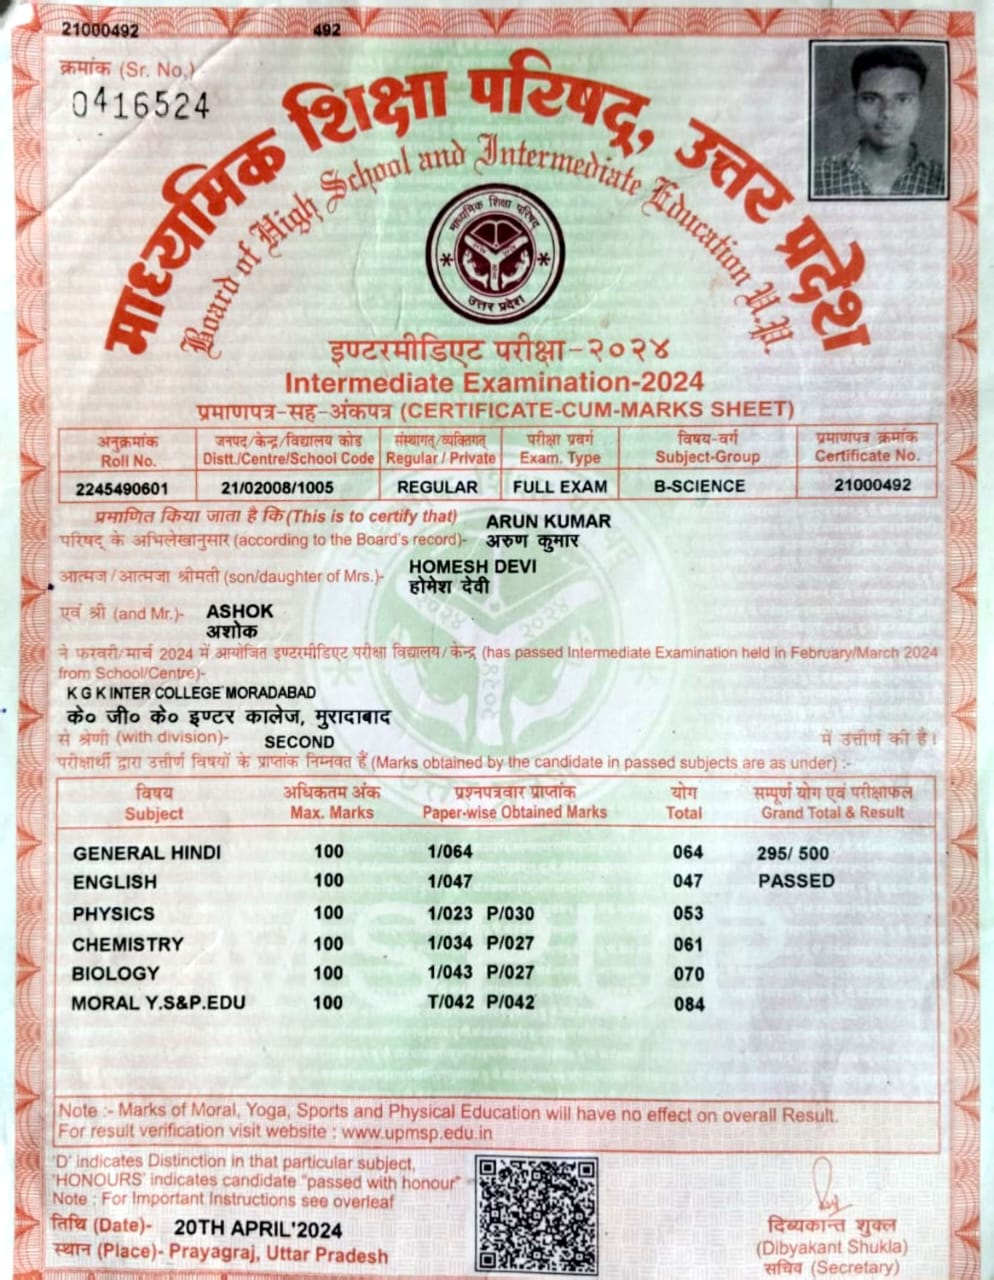 21000492 492
क्रमांक (Sr. No.)
0416524
माध्यमिक शिक्षा परिषद्, उत्तर प्रदेश
Board of High School and Intermediate Education U.P.
माध्यमिक शिक्षा परिषद
उत्तर प्रदेश
इण्टरमीडिएट परीक्षा-२०२४
Intermediate Examination-2024
प्रमाणपत्र-सह-अंकपत्र (CERTIFICATE-CUM-MARKS SHEET)
अनुक्रमांक जनपद/केन्द्र/विद्यालय कोड संस्थागत/व्यक्तिगत परीक्षा प्रवर्ग विषय-वर्ग प्रमाणपत्र क्रमांक
Roll No. Distt./Centre/School Code Regular / Private Exam. Type Subject-Group Certificate No.
2245490601 21/02008/1005 REGULAR FULL EXAM B-SCIENCE 21000492
प्रमाणित किया जाता है कि (This is to certify that) ARUN KUMAR
परिषद् के अभिलेखानुसार (according to the Board's record)- अरुण कुमार
HOMESH DEVI
आत्मज/आत्मजा श्रीमती (son/daughter of Mrs.)- होमेश देवी
एवं श्री (and Mr.)- ASHOK
अशोक
ने फरवरी/मार्च 2024 में आयोजित इण्टरमीडिएट परीक्षा विद्यालय/केन्द्र (has passed Intermediate Examination held in February/March 2024
from School/Centre)-
K G K INTER COLLEGE MORADABAD
के० जी० के० इण्टर कालेज, मुरादाबाद
से श्रेणी (with division)- SECOND में उत्तीर्ण की है।
परीक्षार्थी द्वारा उत्तीर्ण विषयों के प्राप्तांक निम्नवत हैं (Marks obtained by the candidate in passed subjects are as under) :-
विषय अधिकतम अंक प्रश्नपत्रवार प्राप्तांक योग सम्पूर्ण योग एवं परीक्षाफल
Subject Max. Marks Paper-wise Obtained Marks Total Grand Total & Result
GENERAL HINDI 100 1/064 064 295/ 500
ENGLISH 100 1/047 047 PASSED
PHYSICS 100 1/023 P/030 053
CHEMISTRY 100 1/034 P/027 061
BIOLOGY 100 1/043 P/027 070
MORAL Y.S&P.EDU 100 T/042 P/042 084
Note :- Marks of Moral, Yoga, Sports and Physical Education will have no effect on overall Result.
For result verification visit website : www.upmsp.edu.in
'D' indicates Distinction in that particular subject,
'HONOURS' indicates candidate "passed with honour"
Note : For Important Instructions see overleaf
तिथि (Date)- 20TH APRIL'2024
स्थान (Place)- Prayagraj, Uttar Pradesh
दिब्यकान्त शुक्ल
(Dibyakant Shukla)
सचिव (Secretary)